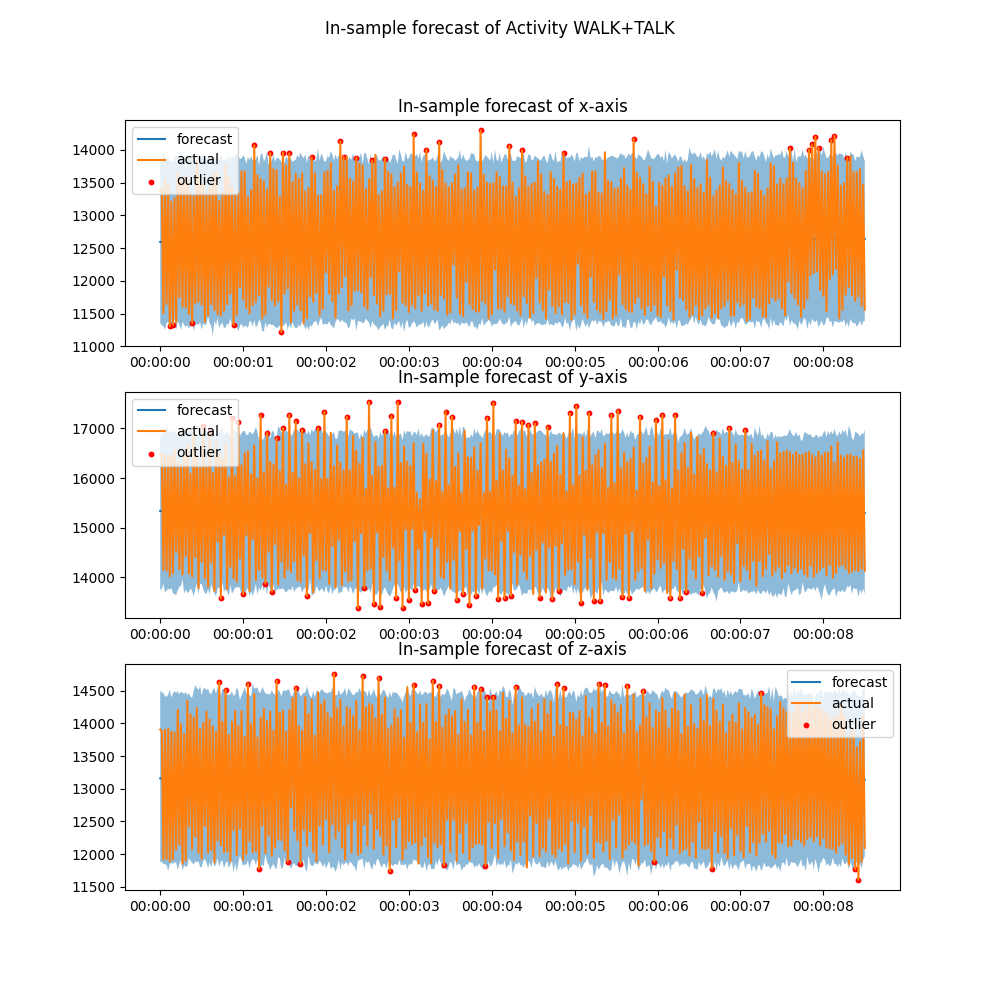 In-sample forecast of Activity WALK+TALK
In-sample forecast of x-axis
forecast
actual
outlier
14000
13500
13000
12500
12000
11500
11000
00:00:00 00:00:01 00:00:02 00:00:03 00:00:04 00:00:05 00:00:06 00:00:07 00:00:08
In-sample forecast of y-axis
forecast
actual
outlier
17000
16000
15000
14000
00:00:00 00:00:01 00:00:02 00:00:03 00:00:04 00:00:05 00:00:06 00:00:07 00:00:08
In-sample forecast of z-axis
forecast
actual
outlier
14500
14000
13500
13000
12500
12000
11500
00:00:00 00:00:01 00:00:02 00:00:03 00:00:04 00:00:05 00:00:06 00:00:07 00:00:08